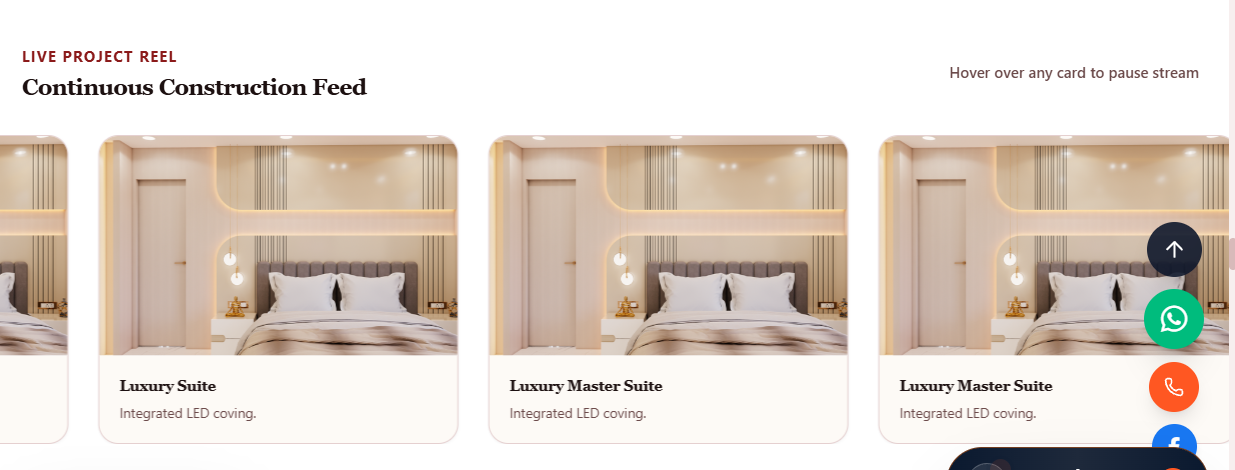 LIVE PROJECT REEL
Continuous Construction Feed
Hover over any card to pause stream
Luxury Suite
Integrated LED coving.
Luxury Master Suite
Integrated LED coving.
Luxury Master Suite
Integrated LED coving.